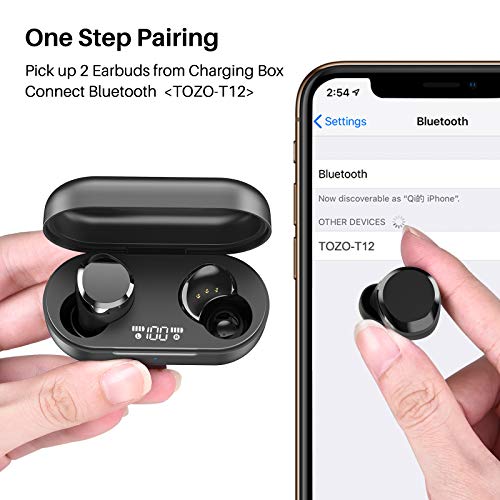 One Step Pairing
Pick up 2 Earbuds from Charging Box
Connect Bluetooth <TOZO-T12>
2:54
Settings
Bluetooth
Bluetooth
Now discoverable as “Qi的 iPhone”.
OTHER DEVICES
TOZO-T12
100
L R